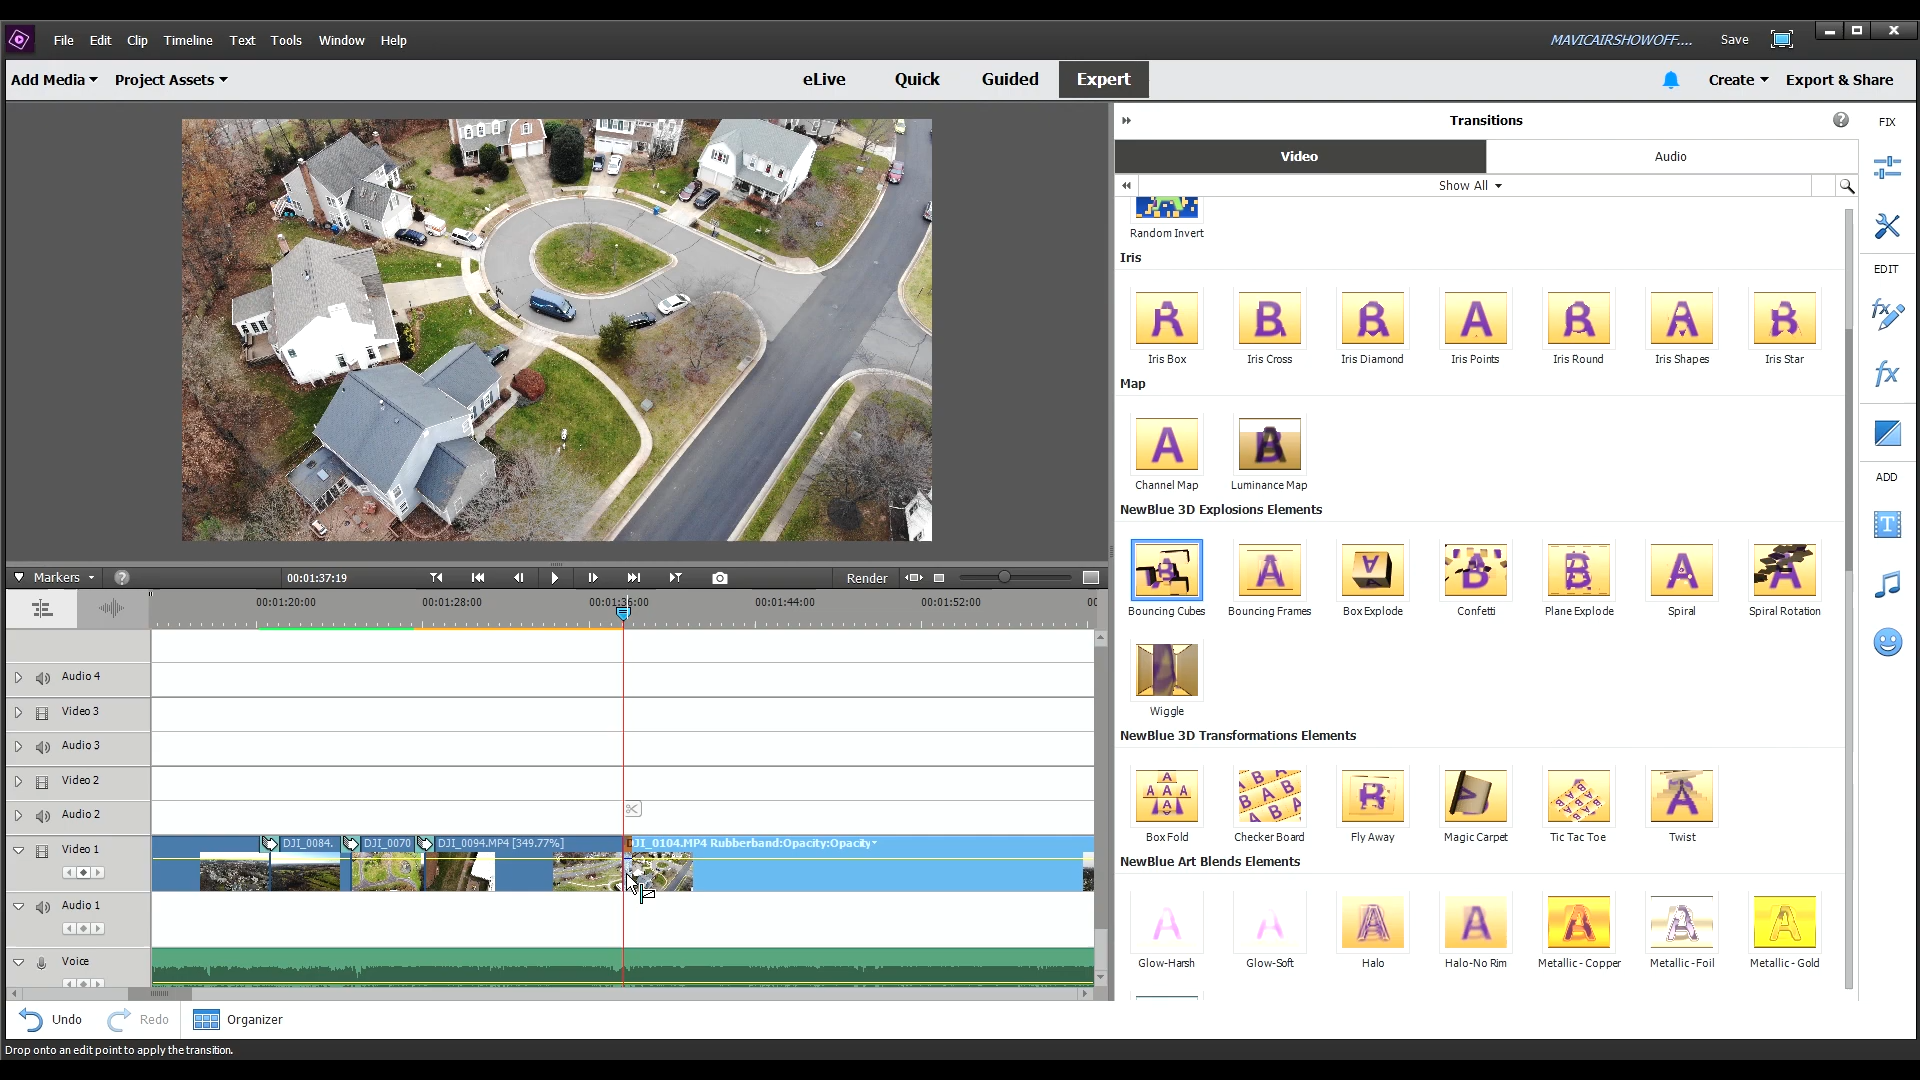 File Edit Clip Timeline Text Tools Window Help
MAVICAIRSHOWOFF.... Save
Add Media Project Assets
eLive Quick Guided Expert
Create Export & Share
Transitions
FIX
Video Audio
Show All
Random Invert
Iris
EDIT
Iris Box Iris Cross Iris Diamond Iris Points Iris Round Iris Shapes Iris Star
Map
ADD
Channel Map Luminance Map
NewBlue 3D Explosions Elements
Bouncing Cubes Bouncing Frames Box Explode Confetti Plane Explode Spiral Spiral Rotation
Wiggle
NewBlue 3D Transformations Elements
Box Fold Checker Board Fly Away Magic Carpet Tic Tac Toe Twist
NewBlue Art Blends Elements
Glow-Harsh Glow-Soft Halo Halo-No Rim Metallic - Copper Metallic - Foil Metallic - Gold
Markers 00:01:37:19 Render
00:01:20:00 00:01:28:00 00:01:36:00 00:01:44:00 00:01:52:00 00
Audio 4
Video 3
Audio 3
Video 2
Audio 2
Video 1 DJI_0084. DJI_0070 DJI_0094.MP4 [349.77%] DJI_0104.MP4 Rubberband:Opacity:Opacity
Audio 1
Voice
Undo Redo Organizer
Drop onto an edit point to apply the transition.